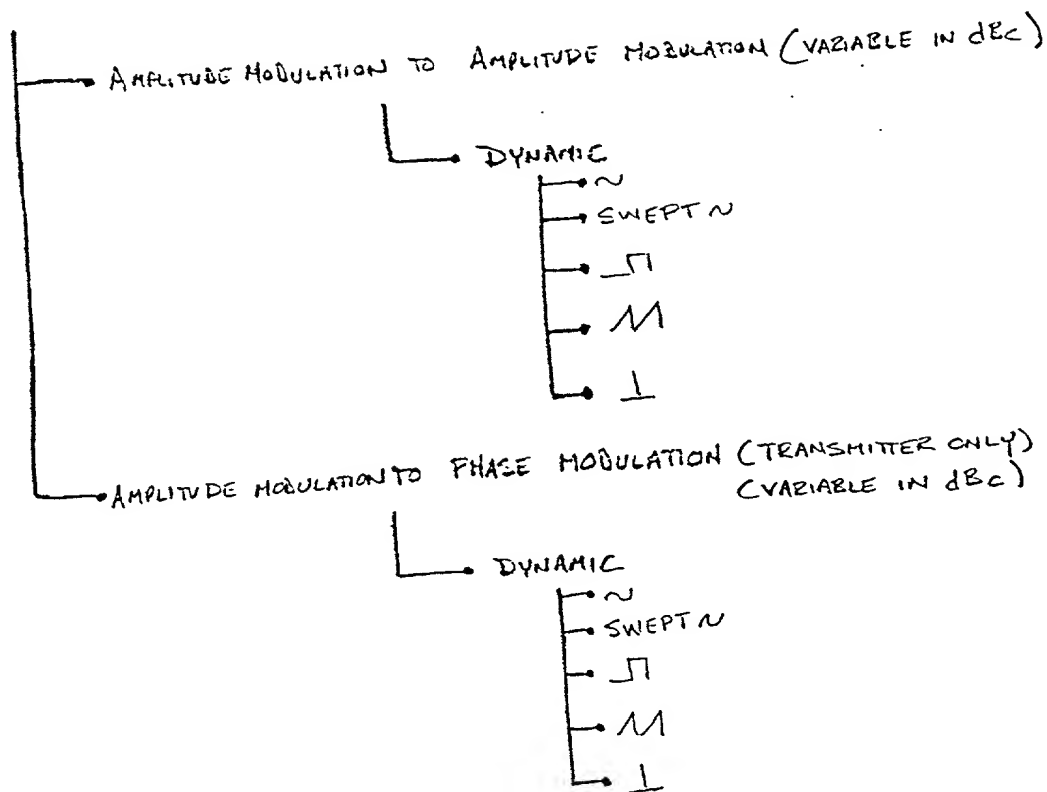 AMPLITUDE MODULATION TO AMPLITUDE MODULATION (VARIABLE IN dBc)
DYNAMIC
~
SWEPT ~
AMPLITUDE MODULATION TO PHASE MODULATION (TRANSMITTER ONLY)
(VARIABLE IN dBc)
DYNAMIC
~
SWEPT ~